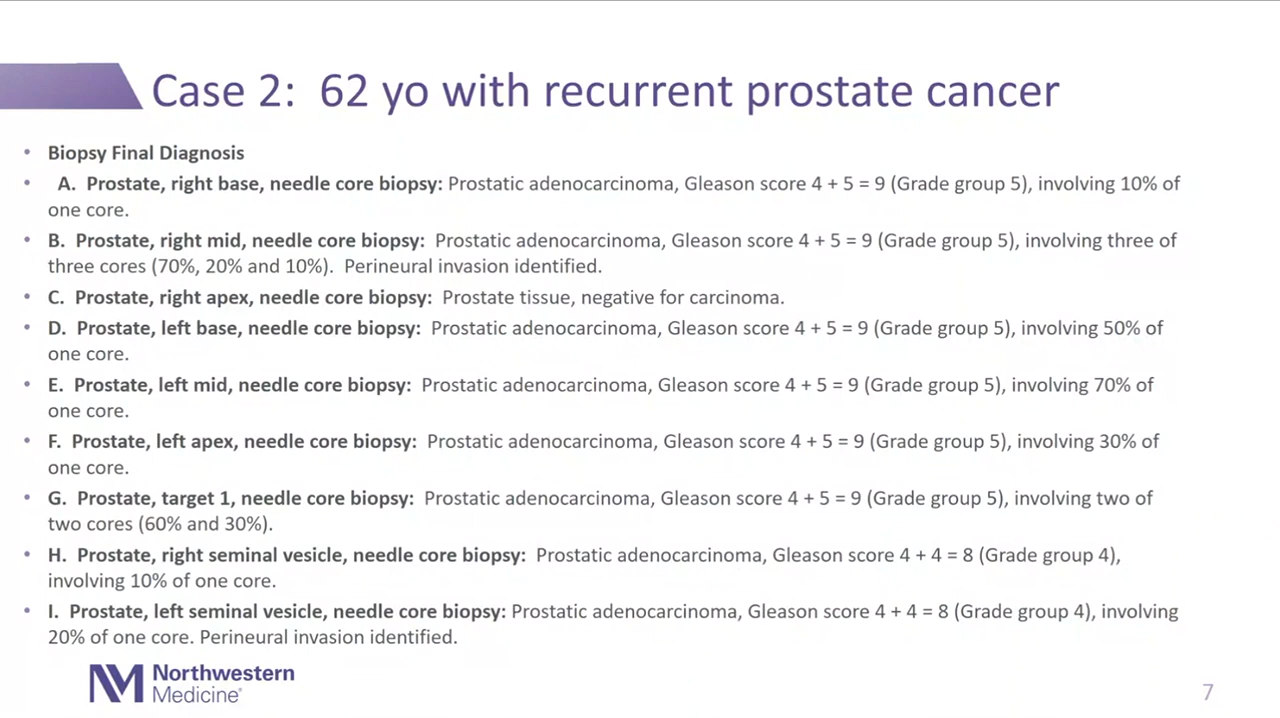 Case 2:  62 yo with recurrent prostate cancer
• Biopsy Final Diagnosis
• A.  Prostate, right base, needle core biopsy: Prostatic adenocarcinoma, Gleason score 4 + 5 = 9 (Grade group 5), involving 10% of
one core.
• B.  Prostate, right mid, needle core biopsy:  Prostatic adenocarcinoma, Gleason score 4 + 5 = 9 (Grade group 5), involving three of
three cores (70%, 20% and 10%).  Perineural invasion identified.
• C.  Prostate, right apex, needle core biopsy:  Prostate tissue, negative for carcinoma.
• D.  Prostate, left base, needle core biopsy:  Prostatic adenocarcinoma, Gleason score 4 + 5 = 9 (Grade group 5), involving 50% of
one core.
• E.  Prostate, left mid, needle core biopsy:  Prostatic adenocarcinoma, Gleason score 4 + 5 = 9 (Grade group 5), involving 70% of
one core.
• F.  Prostate, left apex, needle core biopsy:  Prostatic adenocarcinoma, Gleason score 4 + 5 = 9 (Grade group 5), involving 30% of
one core.
• G.  Prostate, target 1, needle core biopsy:  Prostatic adenocarcinoma, Gleason score 4 + 5 = 9 (Grade group 5), involving two of
two cores (60% and 30%).
• H.  Prostate, right seminal vesicle, needle core biopsy:  Prostatic adenocarcinoma, Gleason score 4 + 4 = 8 (Grade group 4),
involving 10% of one core.
• I.  Prostate, left seminal vesicle, needle core biopsy: Prostatic adenocarcinoma, Gleason score 4 + 4 = 8 (Grade group 4), involving
20% of one core. Perineural invasion identified.
NM Northwestern
Medicine®
7